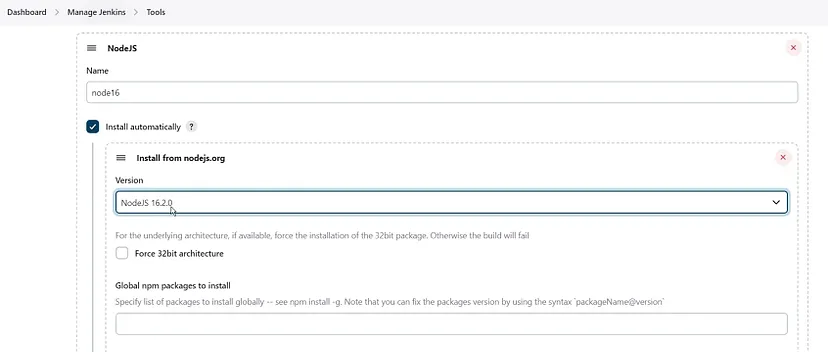 Dashboard > Manage Jenkins > Tools
NodeJS
Name
node16
Install automatically ?
Install from nodejs.org
Version
NodeJS 16.2.0
For the underlying architecture, if available, force the installation of the 32bit package. Otherwise the build will fail
Force 32bit architecture
Global npm packages to install
Specify list of packages to install globally -- see npm install -g. Note that you can fix the packages version by using the syntax `packageName@version`